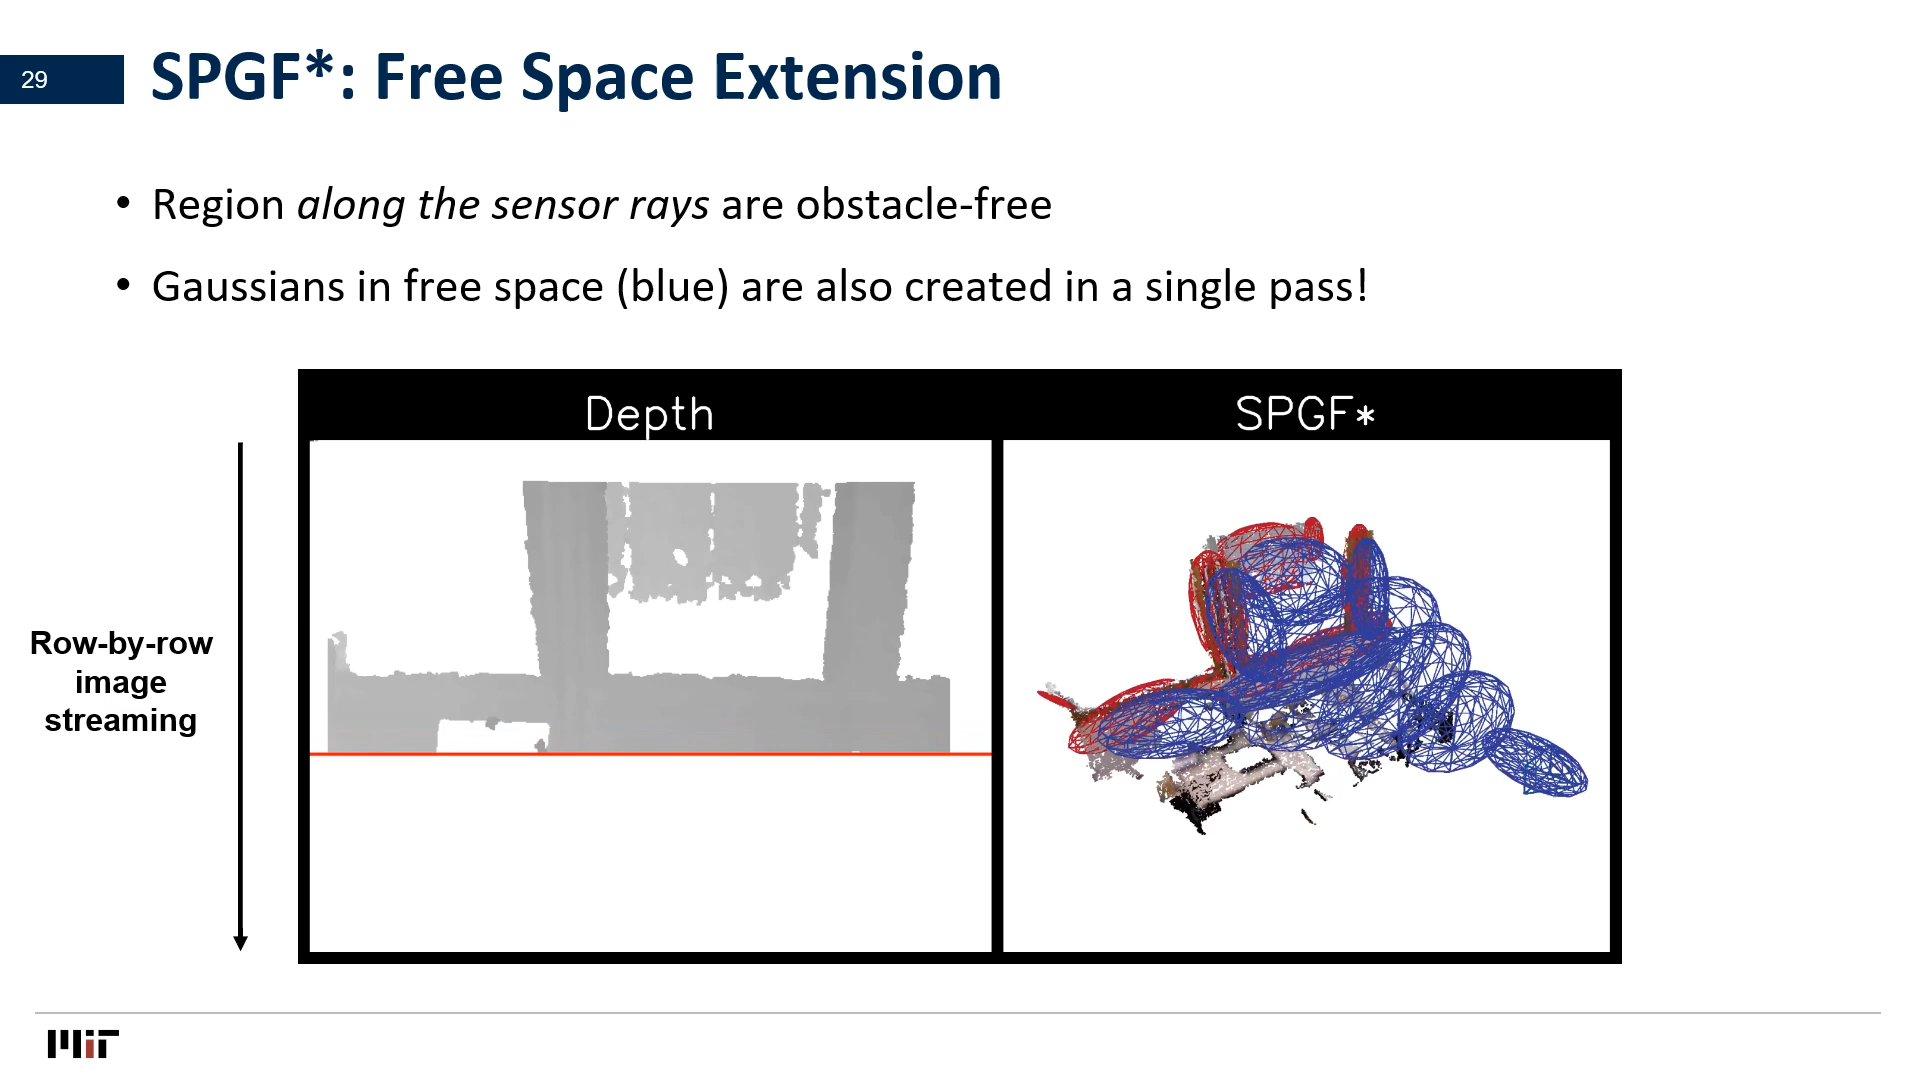 29
SPGF*: Free Space Extension
• Region along the sensor rays are obstacle-free
• Gaussians in free space (blue) are also created in a single pass!
Depth
SPGF*
Row-by-row
image
streaming
MIT